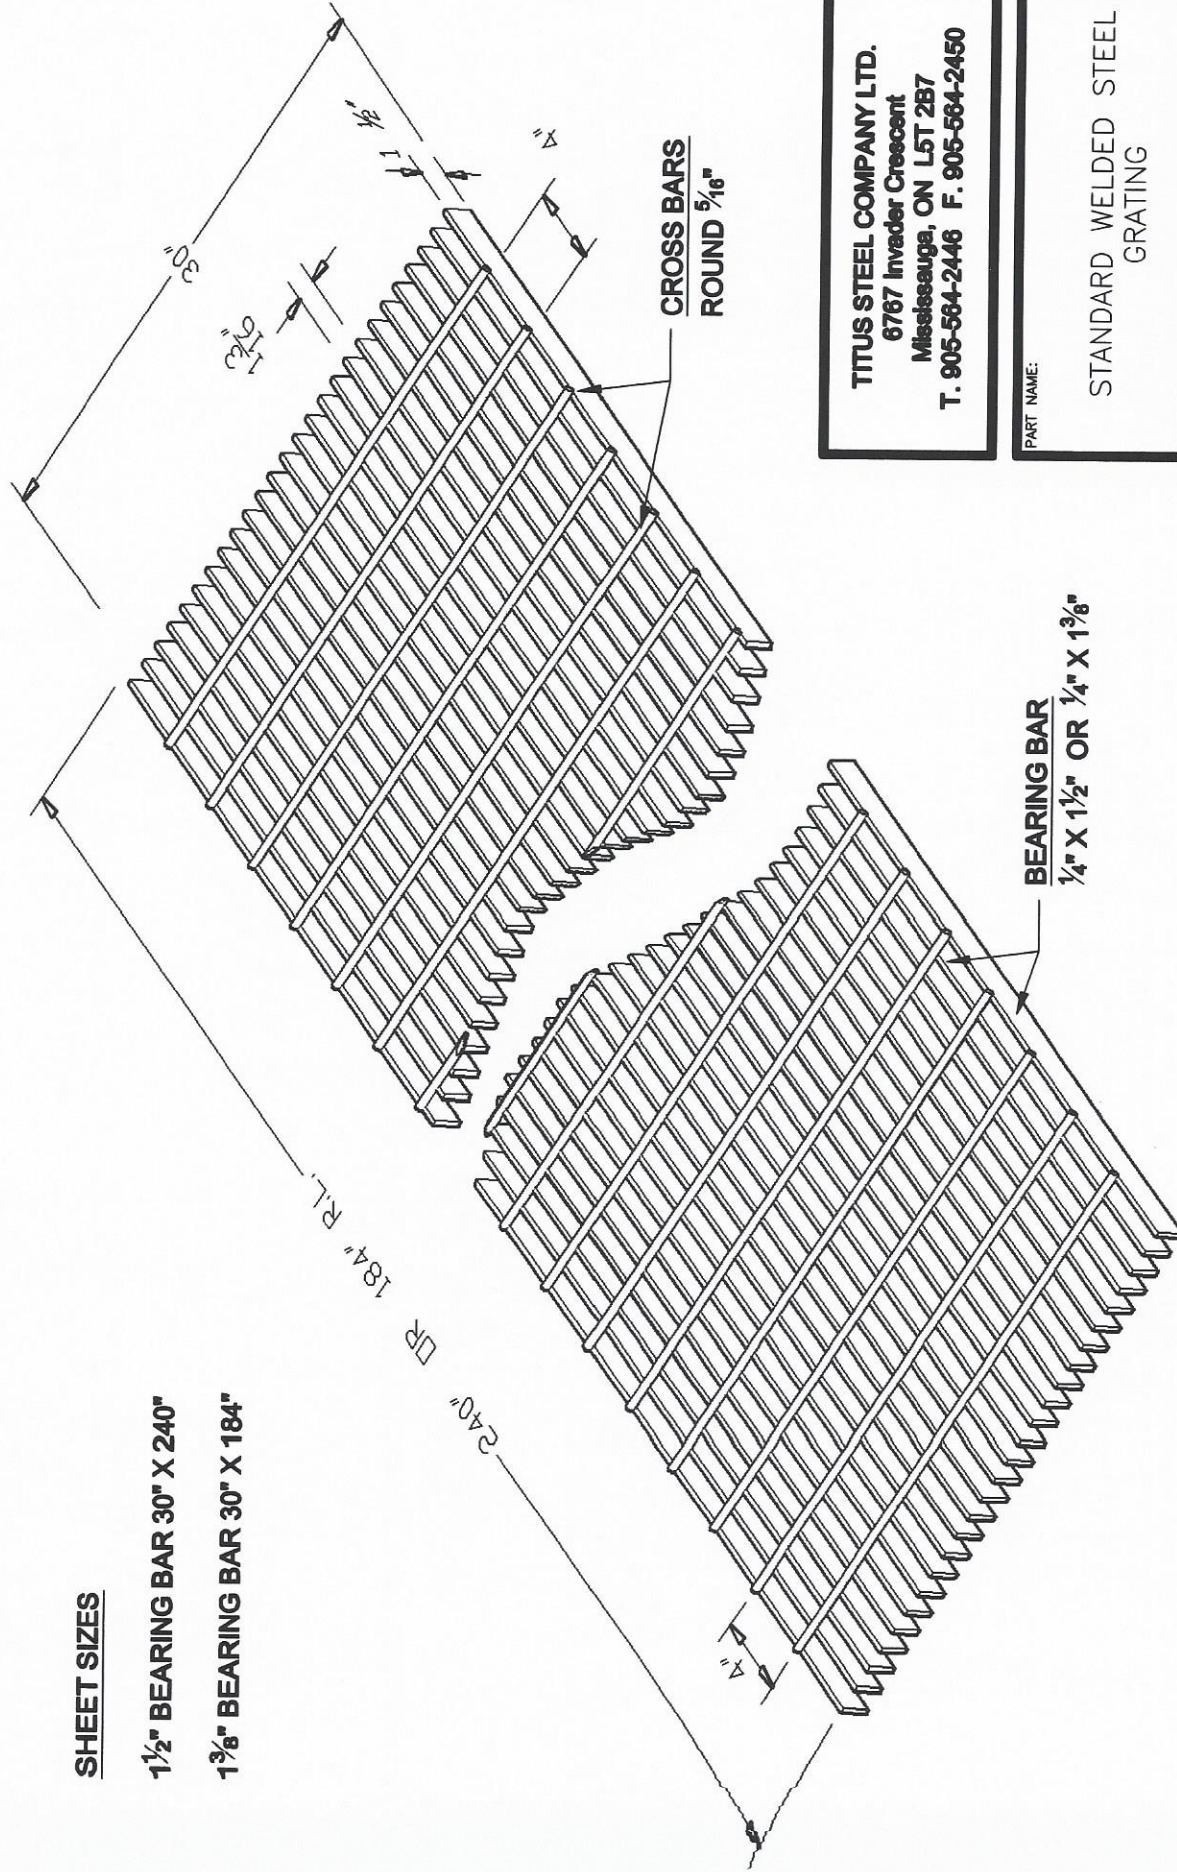 SHEET SIZES
1½" BEARING BAR 30" X 240"
1⅜" BEARING BAR 30" X 184"
240" OR 184" R.L.
30"
1 3/16"
1 ½"
4"
4"
CROSS BARS
ROUND 5/16"
BEARING BAR
¼" X 1½" OR ¼" X 1⅜"
TITUS STEEL COMPANY LTD.
6767 Invader Crescent
Mississauga, ON L5T 2B7
T. 905-564-2446 F. 905-564-2450
PART NAME:
STANDARD WELDED STEEL
GRATING